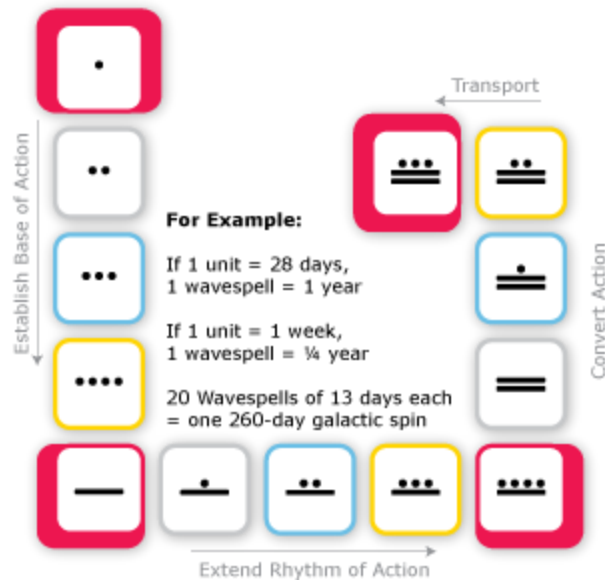 Transport
Establish Base of Action
For Example:
If 1 unit = 28 days,
1 wavespell = 1 year
If 1 unit = 1 week,
1 wavespell = ¼ year
20 Wavespells of 13 days each
= one 260-day galactic spin
Convert Action
Extend Rhythm of Action